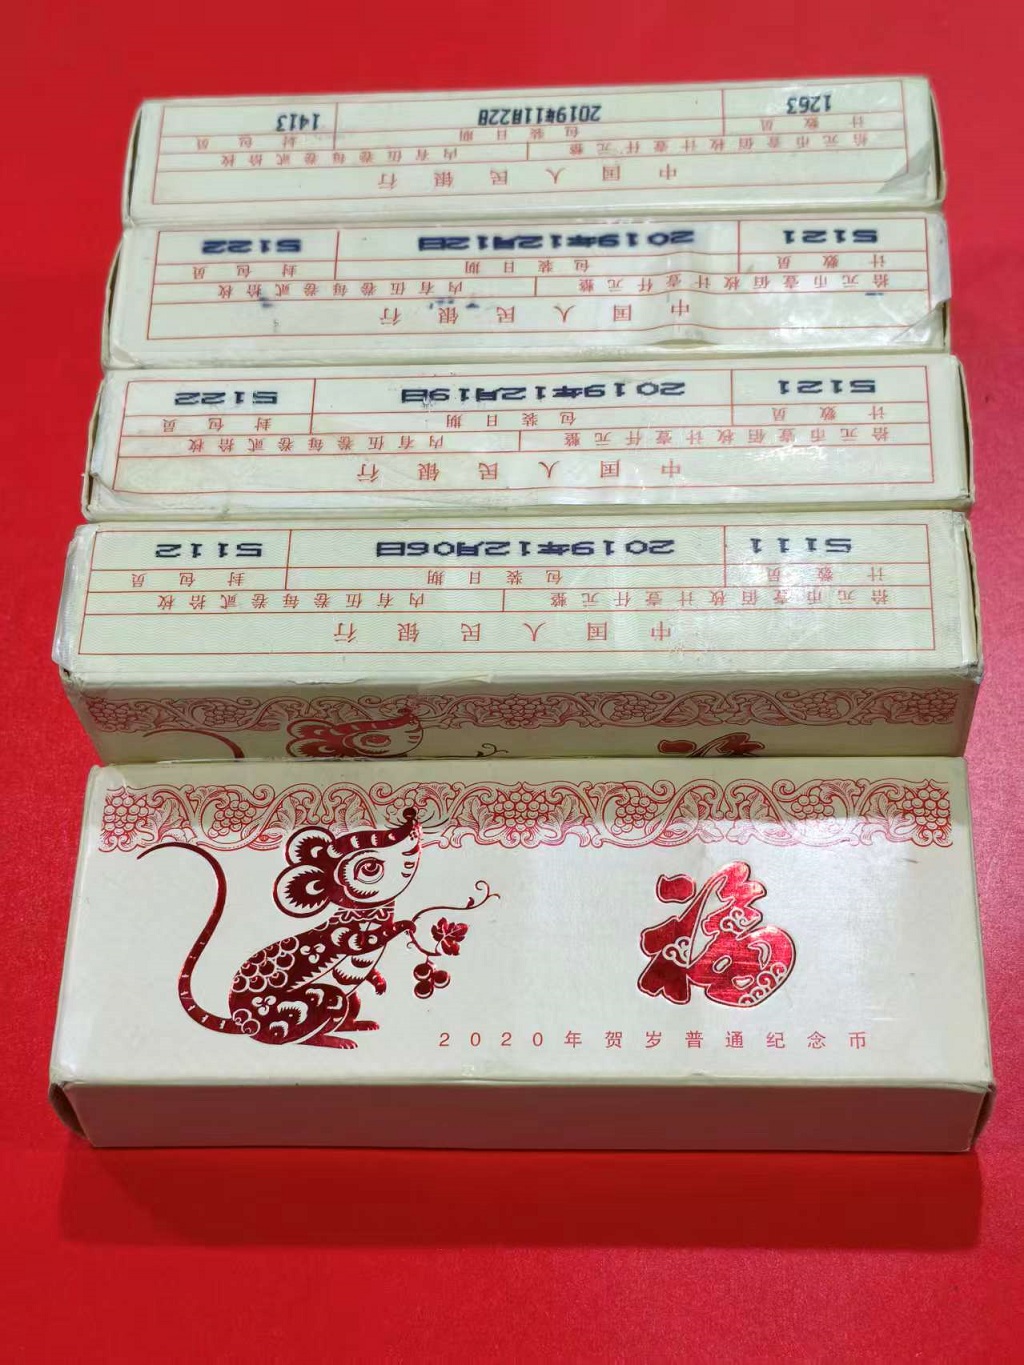 中国人民银行
拾元币壹佰枚计壹仟元整 内有伍卷每卷贰拾枚
计数员 包装日期 封包员
1263 2019年11月22日 1413
中国人民银行
拾元币壹佰枚计壹仟元整 内有伍卷每卷贰拾枚
计数员 包装日期 封包员
5121 2019年12月12日 5122
中国人民银行
拾元币壹佰枚计壹仟元整 内有伍卷每卷贰拾枚
计数员 包装日期 封包员
5121 2019年12月19日 5122
中国人民银行
拾元币壹佰枚计壹仟元整 内有伍卷每卷贰拾枚
计数员 包装日期 封包员
5111 2019年12月06日 5112
福
福
2020年贺岁普通纪念币